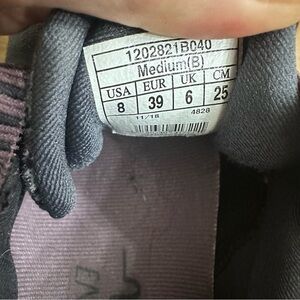 1202821B040
Medium(B)
USA EUR UK CM
8 39 6 25
11/18 4828